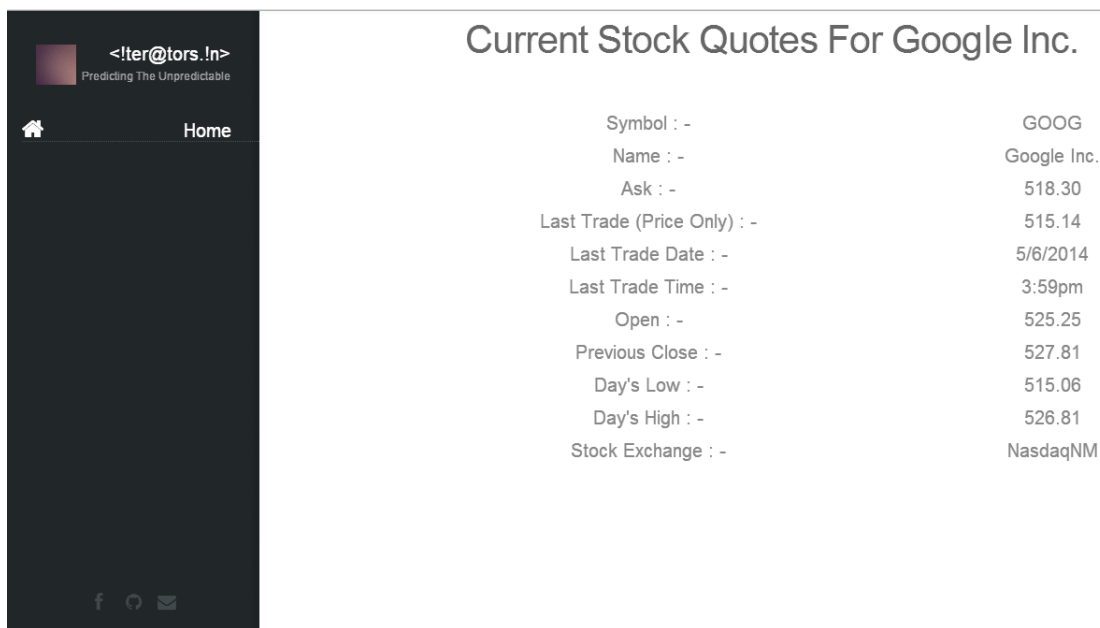 <!ter@tors.!n>
Predicting The Unpredictable
Home
Current Stock Quotes For Google Inc.
Symbol : - GOOG
Name : - Google Inc.
Ask : - 518.30
Last Trade (Price Only) : - 515.14
Last Trade Date : - 5/6/2014
Last Trade Time : - 3:59pm
Open : - 525.25
Previous Close : - 527.81
Day's Low : - 515.06
Day's High : - 526.81
Stock Exchange : - NasdaqNM